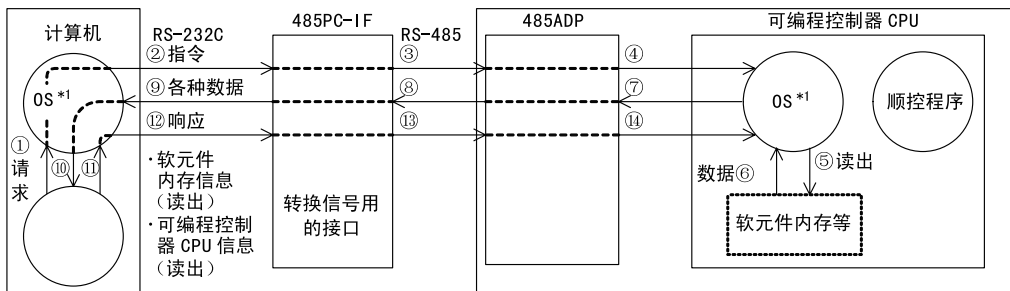 计算机
RS-232C
485PC-IF
RS-485
485ADP
可编程控制器 CPU
②指令
③
④
OS *1
⑨各种数据
⑧
⑦
OS *1
顺控程序
⑫响应
⑬
⑭
①请求
⑩
⑪
·软元件
内存信息
(读出)
·可编程控制
器 CPU 信息
(读出)
转换信号用
的接口
数据⑥
⑤读出
软元件内存等